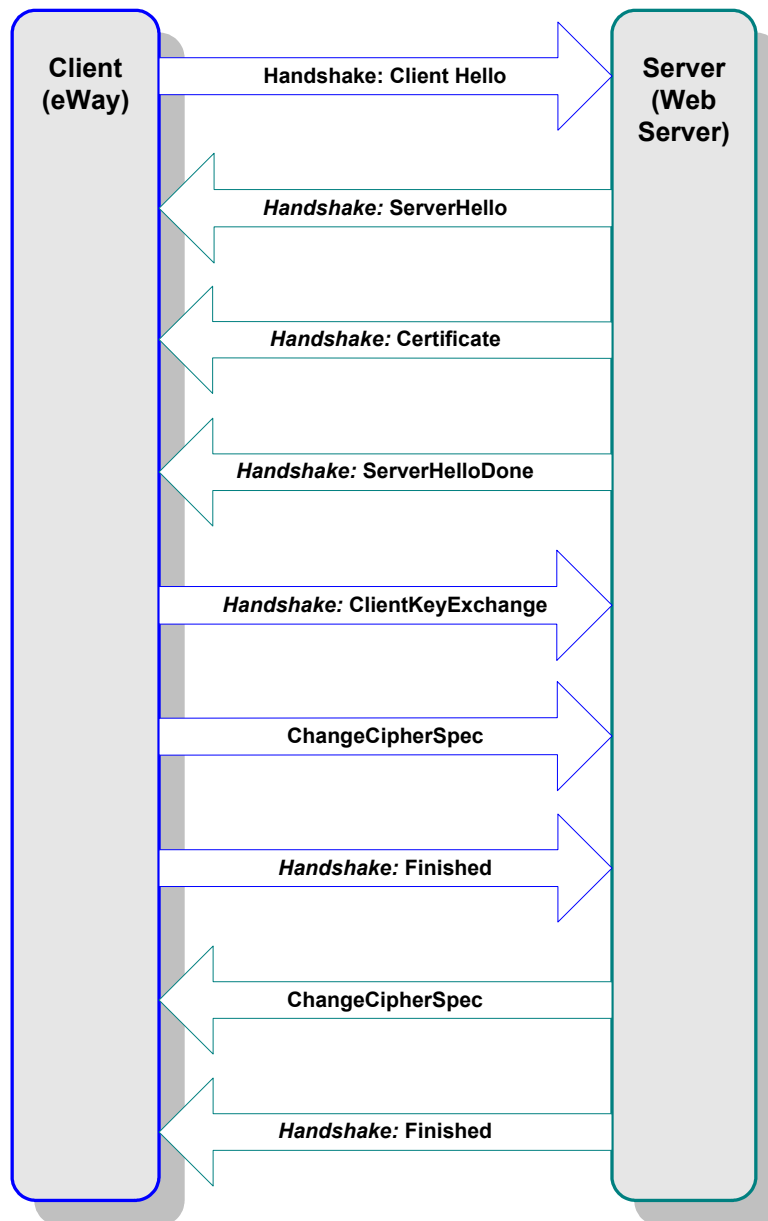 Client
(eWay)
Handshake: Client Hello
Server
(Web
Server)
Handshake: ServerHello
Handshake: Certificate
Handshake: ServerHelloDone
Handshake: ClientKeyExchange
ChangeCipherSpec
Handshake: Finished
ChangeCipherSpec
Handshake: Finished